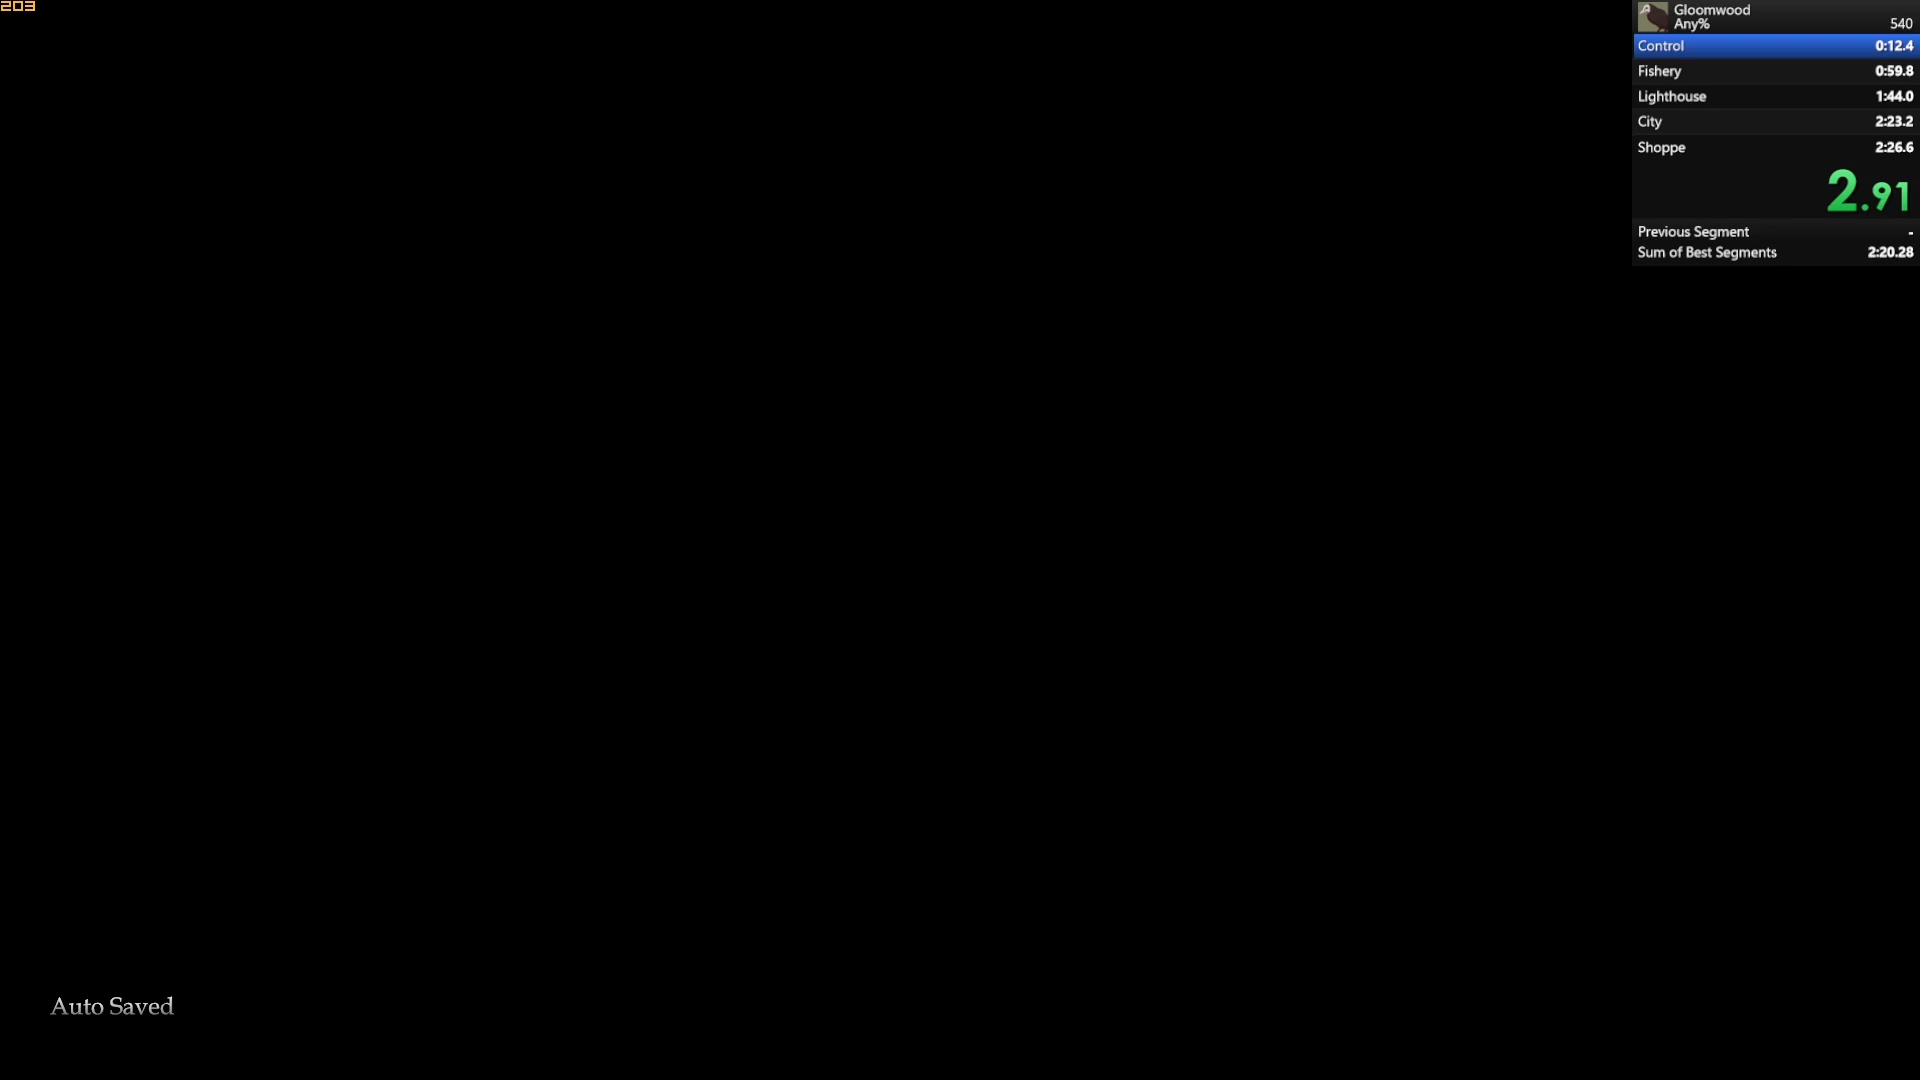 203
Gloomwood
Any% 540
Control 0:12.4
Fishery 0:59.8
Lighthouse 1:44.0
City 2:23.2
Shoppe 2:26.6
2.91
Previous Segment -
Sum of Best Segments 2:20.28
Auto Saved